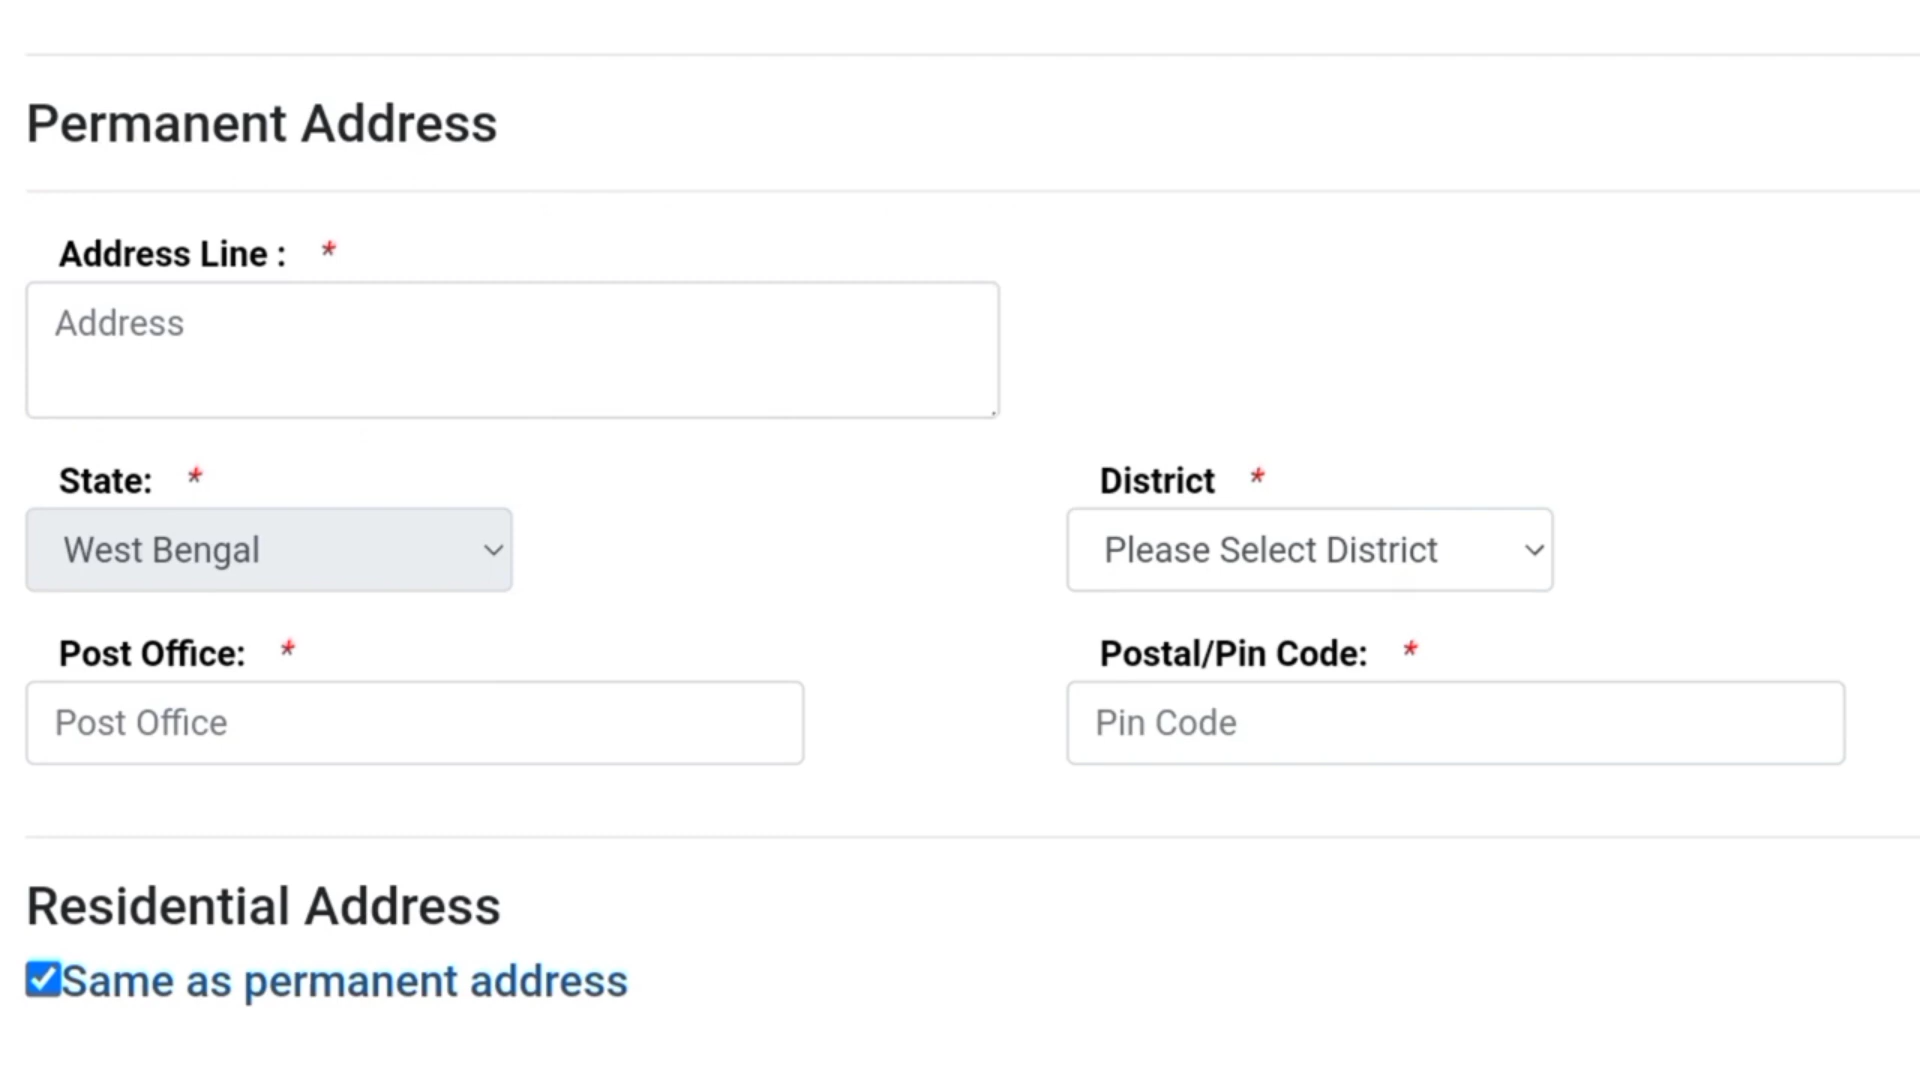 Permanent Address
Address Line : *
Address
State: * District *
West Bengal Please Select District
Post Office: * Postal/Pin Code: *
Post Office Pin Code
Residential Address
Same as permanent address